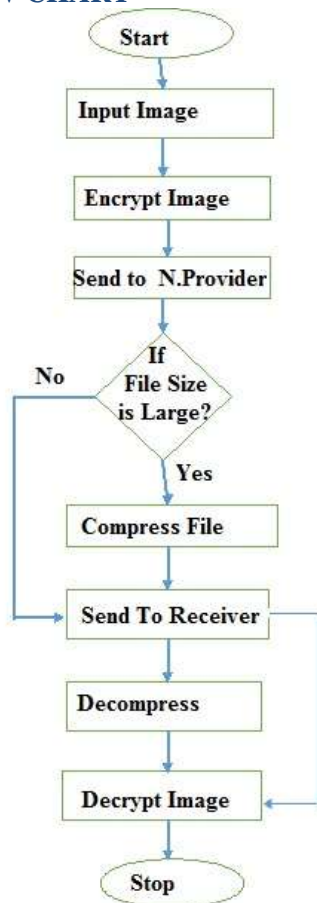 CHART
Start
Input Image
Encrypt Image
Send to N.Provider
If
File Size
is Large?
No
Yes
Compress File
Send To Receiver
Decompress
Decrypt Image
Stop